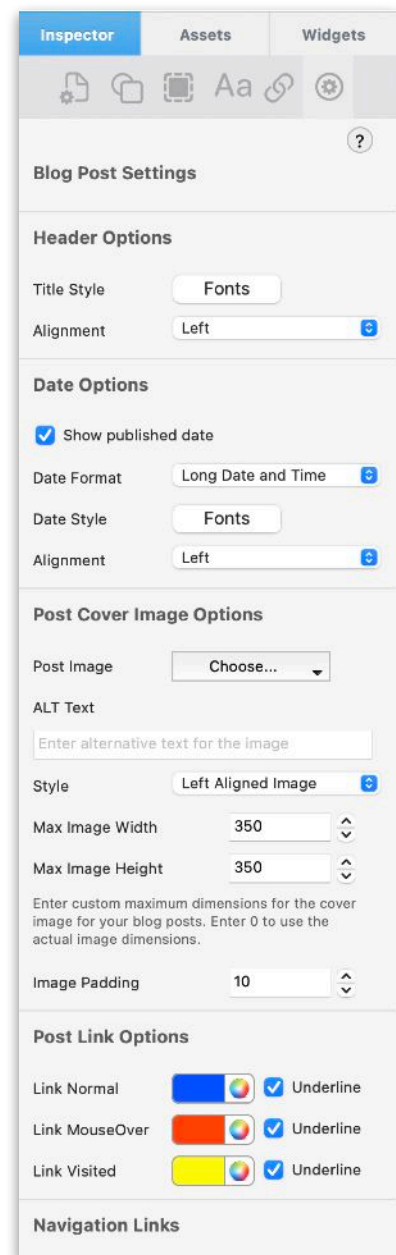 Inspector Assets Widgets
Aa
?
Blog Post Settings
Header Options
Title Style Fonts
Alignment Left
Date Options
Show published date
Date Format Long Date and Time
Date Style Fonts
Alignment Left
Post Cover Image Options
Post Image Choose...
ALT Text
Enter alternative text for the image
Style Left Aligned Image
Max Image Width 350
Max Image Height 350
Enter custom maximum dimensions for the cover
image for your blog posts. Enter 0 to use the
actual image dimensions.
Image Padding 10
Post Link Options
Link Normal Underline
Link MouseOver Underline
Link Visited Underline
Navigation Links